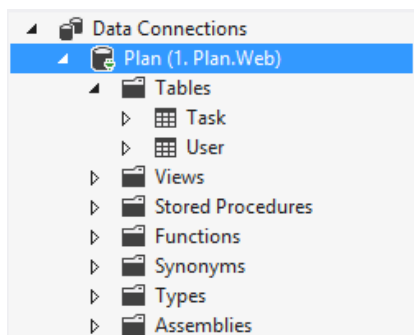 Data Connections
Plan (1. Plan.Web)
Tables
Task
User
Views
Stored Procedures
Functions
Synonyms
Types
Assemblies